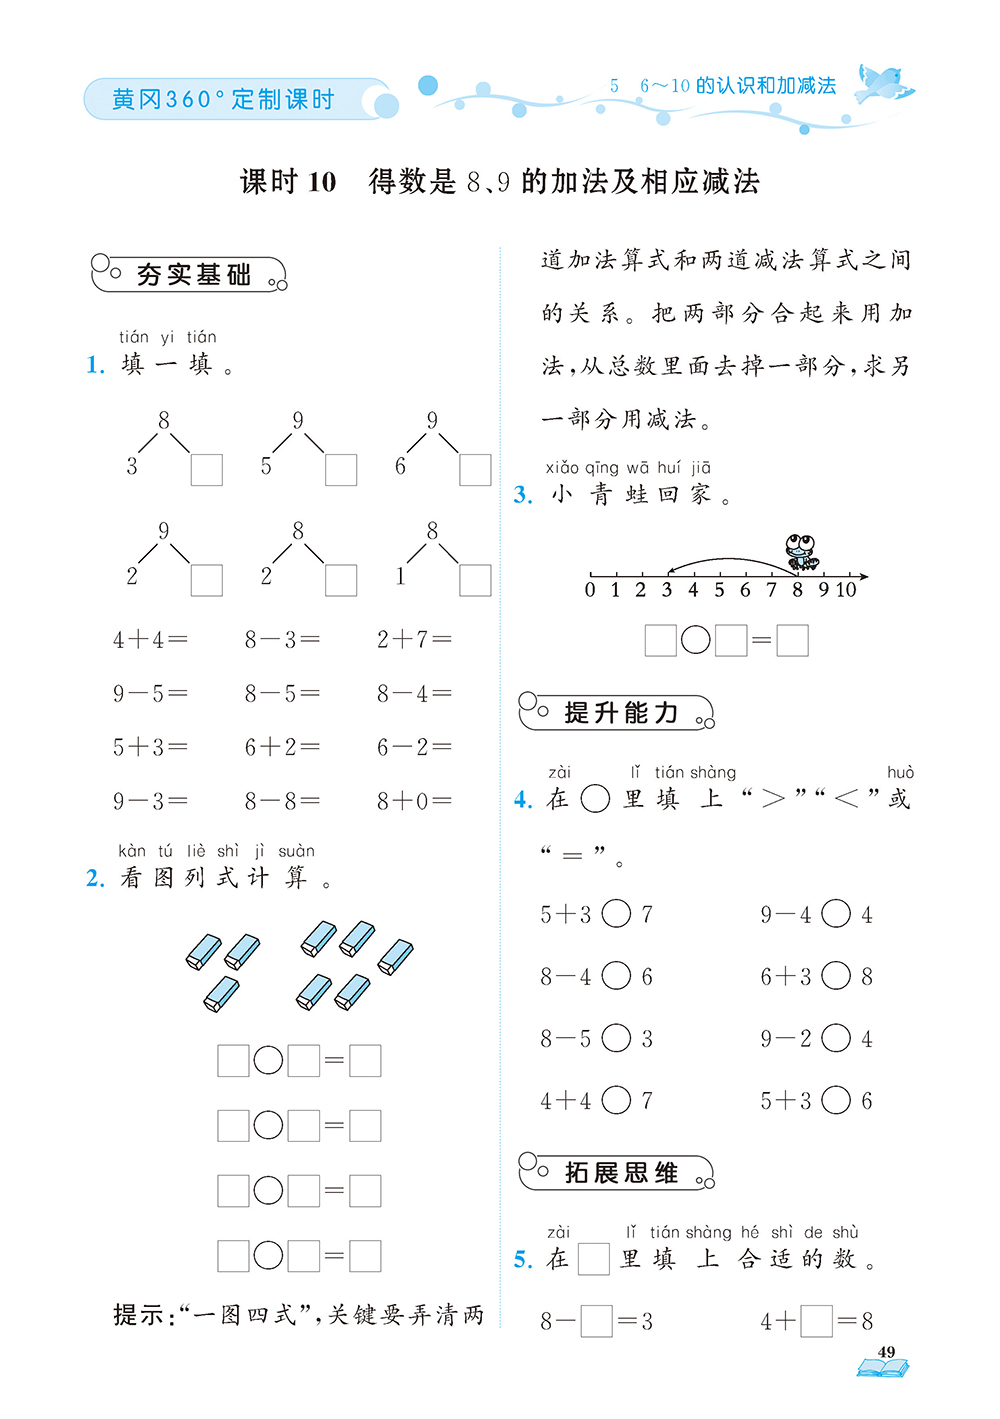 黄冈360°定制课时
5 6～10的认识和加减法
课时10 得数是8、9的加法及相应减法
夯实基础
tián yi tián
1. 填一填。
8 9 9
3 □ 5 □ 6 □
9 8 8
2 □ 2 □ 1 □
4＋4＝ 8－3＝ 2＋7＝
9－5＝ 8－5＝ 8－4＝
5＋3＝ 6＋2＝ 6－2＝
9－3＝ 8－8＝ 8＋0＝
kàn tú liè shì jì suàn
2. 看图列式计算。
□○□＝□
□○□＝□
□○□＝□
□○□＝□
提示：“一图四式”，关键要弄清两
道加法算式和两道减法算式之间
的关系。把两部分合起来用加
法，从总数里面去掉一部分，求另
一部分用减法。
xiǎo qīng wā huí jiā
3. 小青蛙回家。
0 1 2 3 4 5 6 7 8 9 10
□○□＝□
提升能力
zài lǐ tián shàng huò
4. 在○里填上“＞”“＜”或
“＝”。
5＋3○7 9－4○4
8－4○6 6＋3○8
8－5○3 9－2○4
4＋4○7 5＋3○6
拓展思维
zài lǐ tián shàng hé shì de shù
5. 在□里填上合适的数。
8－□＝3 4＋□＝8
49